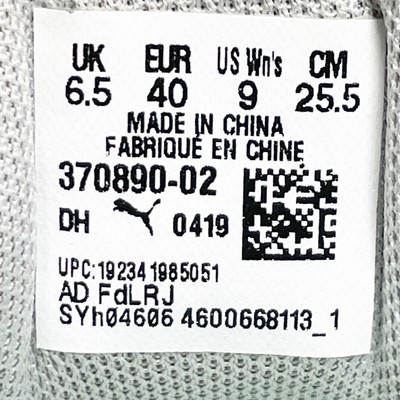 UK EUR US Wn's CM
6.5 40 9 25.5
MADE IN CHINA
FABRIQUÉ EN CHINE
370890-02
DH 0419
UPC:192341985051
AD FdLRJ
SYh04606 4600668113_1